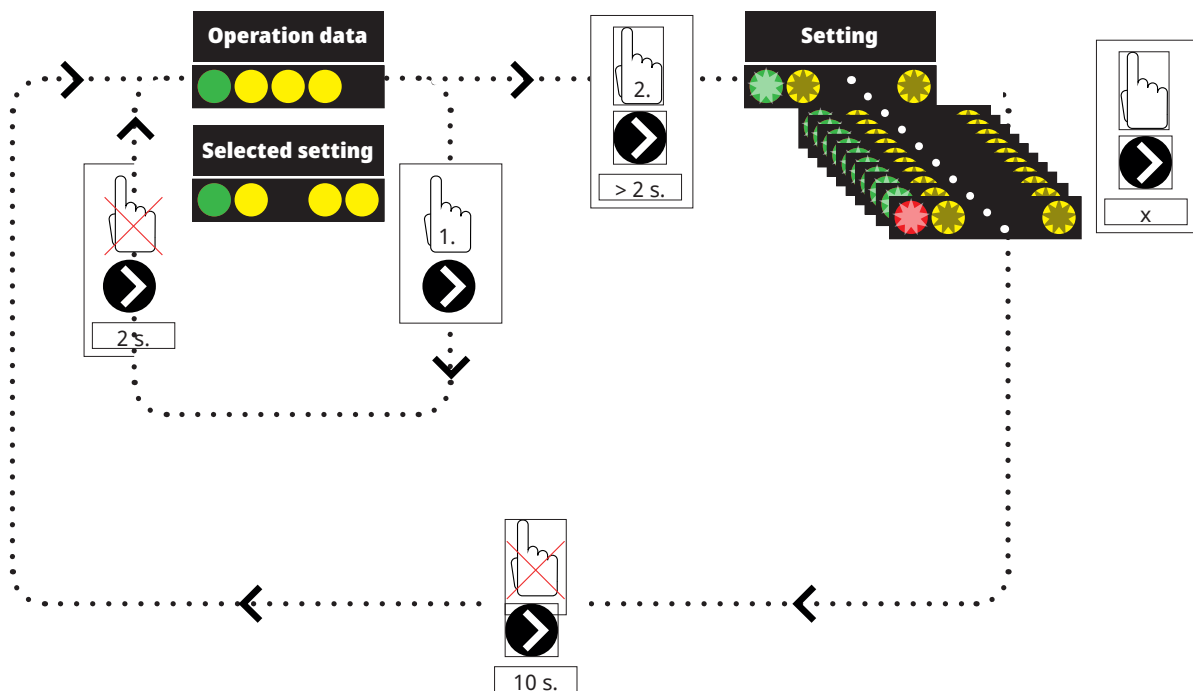 Operation data
Selected setting
2 s.
1.
2.
> 2 s.
Setting
x
10 s.